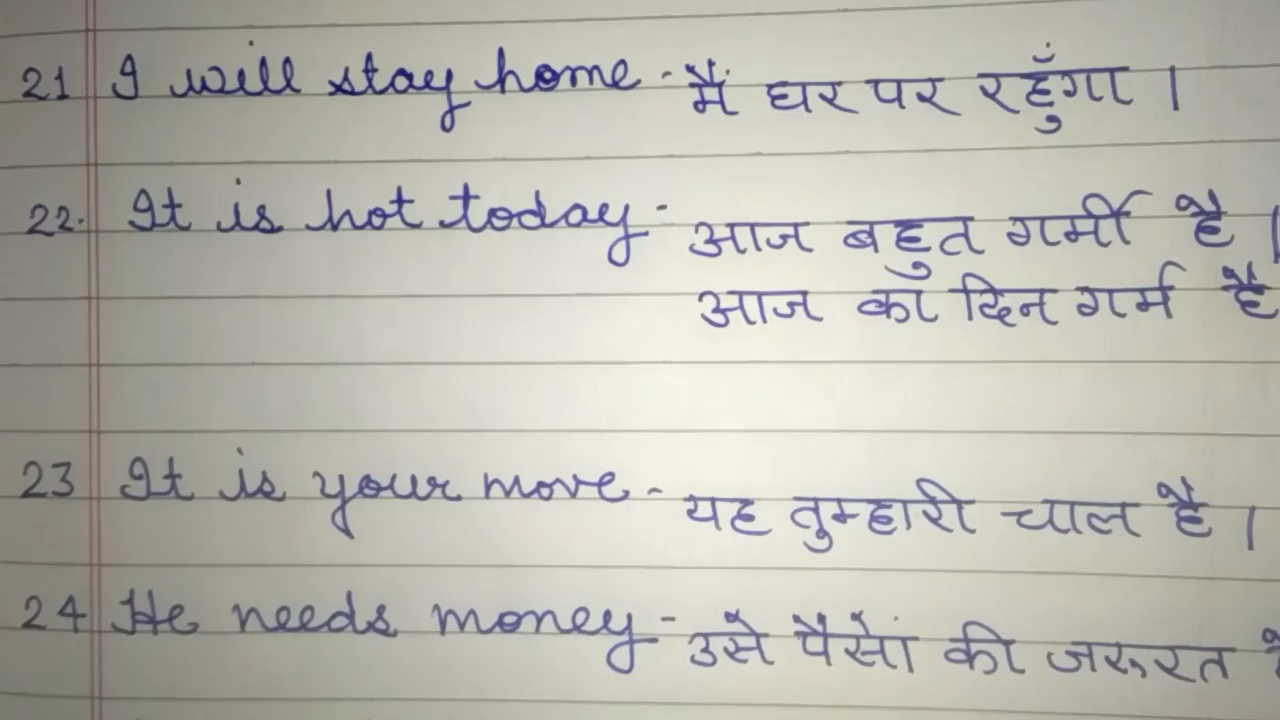 21 I will stay home - मैं घर पर रहुँगा ।
22. It is hot today - आज बहुत गर्मी है ।
आज का दिन गर्म है
23 It is your move - यह तुम्हारी चाल है ।
24 He needs money - उसे पैसों की जरूरत है